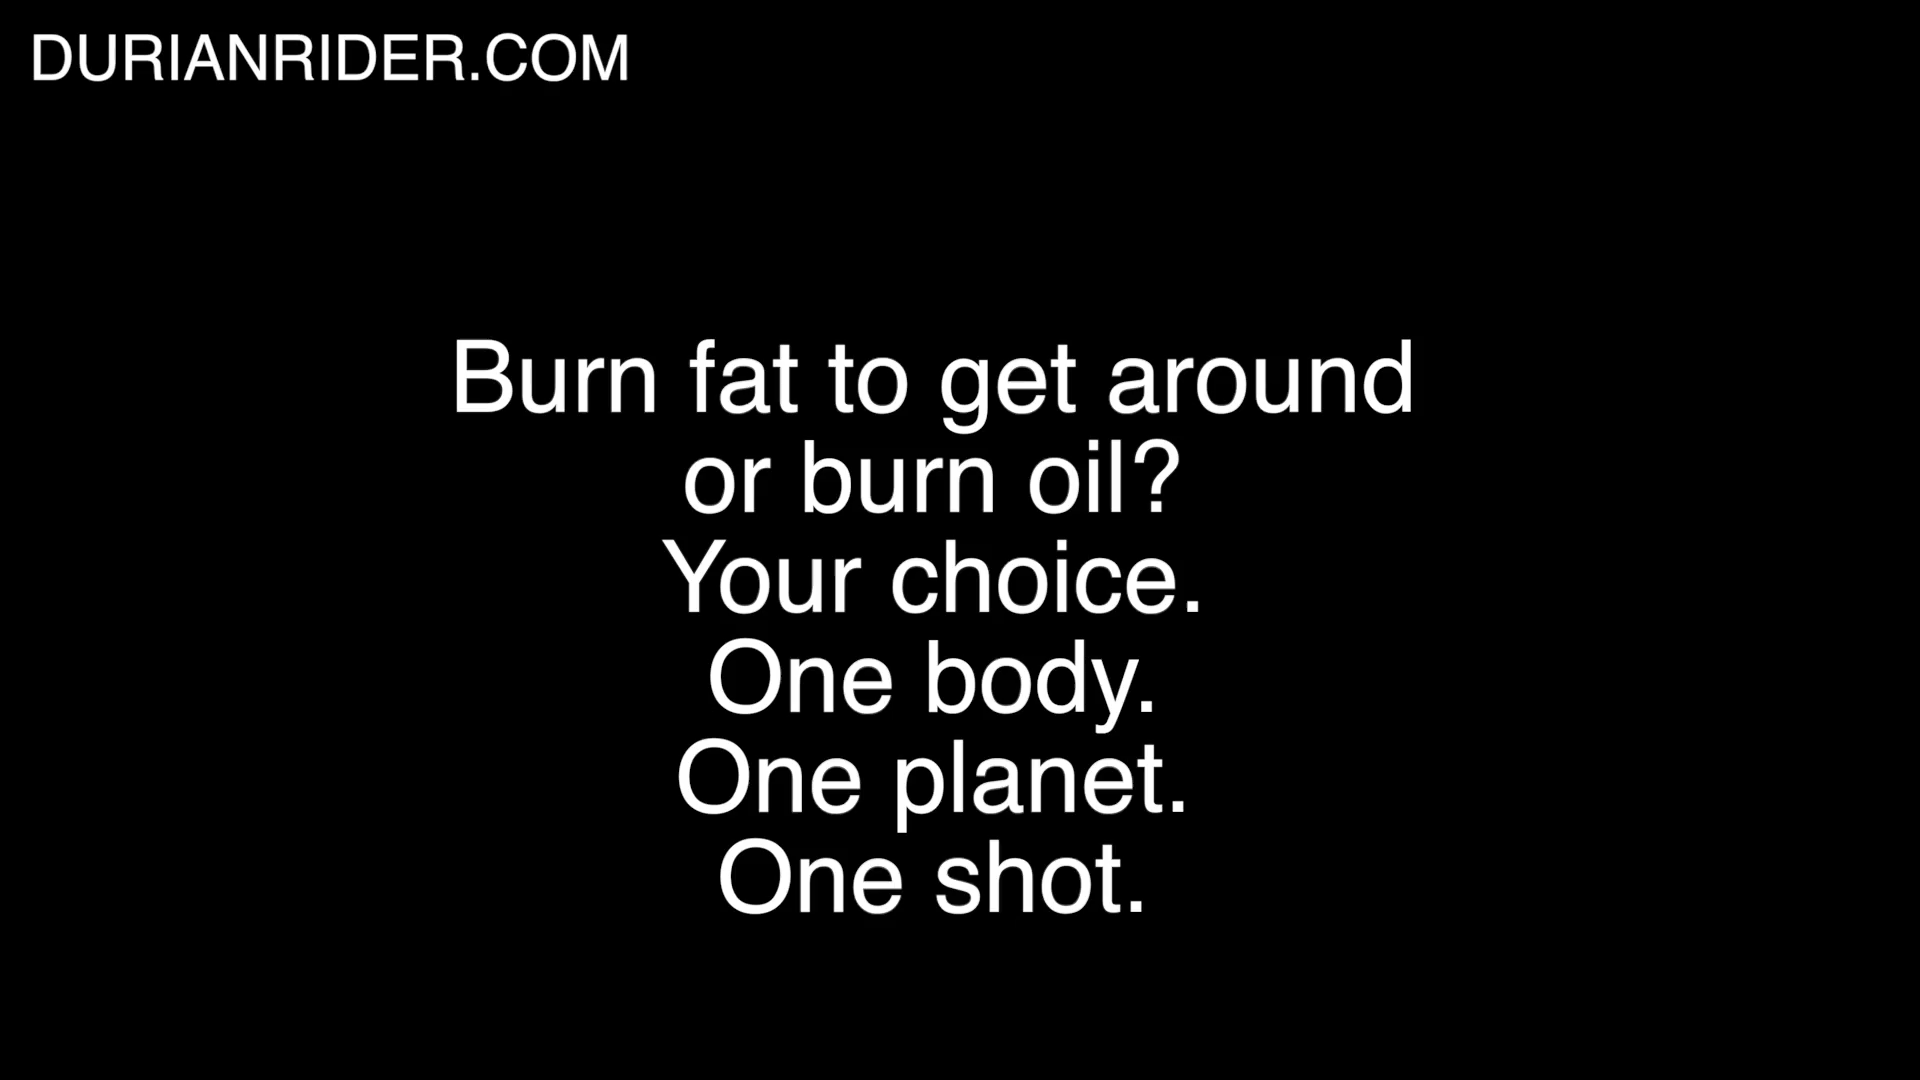 DURIANRIDER.COM
Burn fat to get around
or burn oil?
Your choice.
One body.
One planet.
One shot.